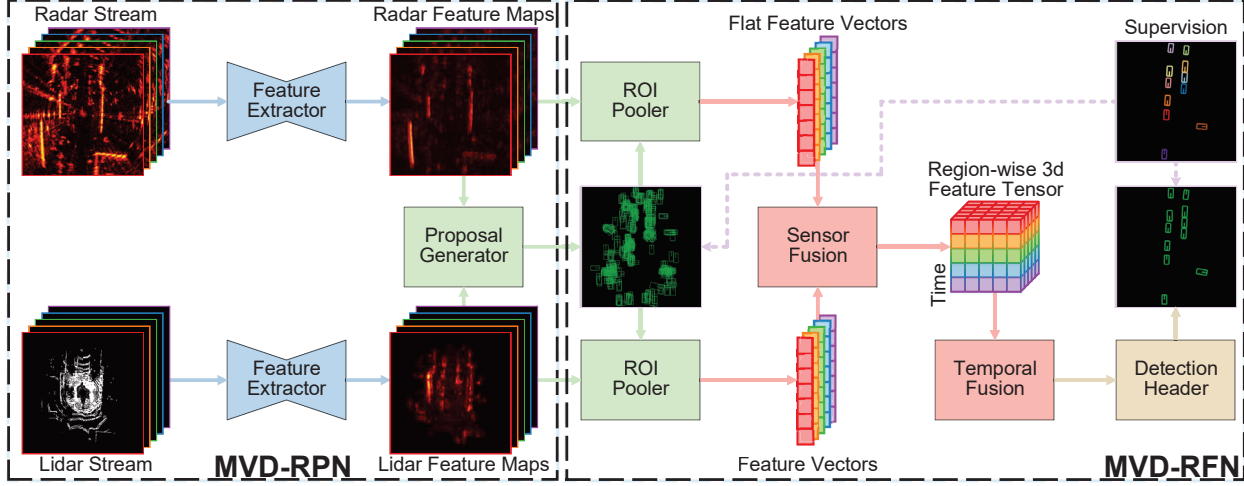 Radar Stream
Radar Feature Maps
Flat Feature Vectors
Supervision
Feature
Extractor
ROI
Pooler
Region-wise 3d
Feature Tensor
Proposal
Generator
Sensor
Fusion
Time
Feature
Extractor
ROI
Pooler
Temporal
Fusion
Detection
Header
Lidar Stream
MVD-RPN
Lidar Feature Maps
Feature Vectors
MVD-RFN